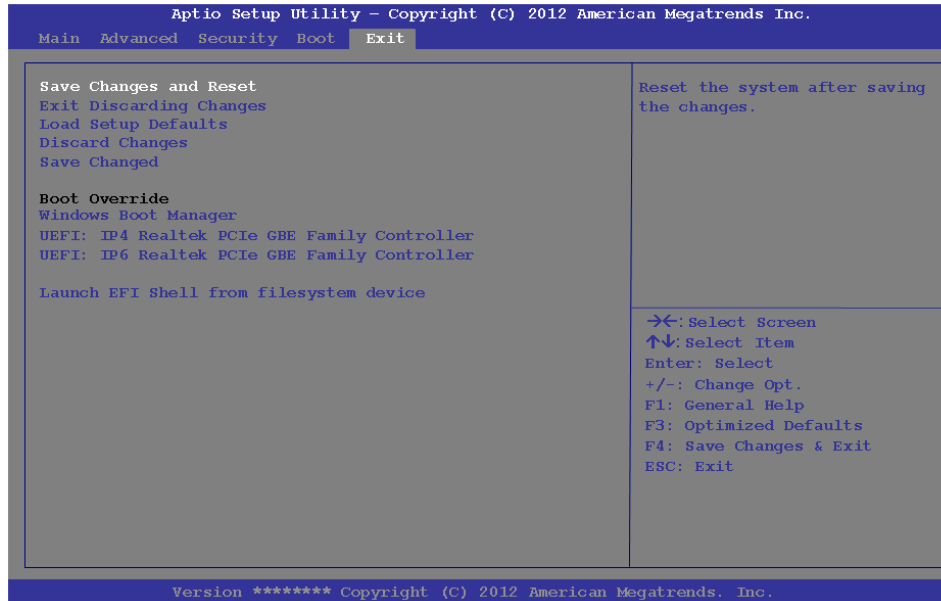 Aptio Setup Utility – Copyright (C) 2012 American Megatrends Inc.
Main Advanced Security Boot Exit
Save Changes and Reset
Exit Discarding Changes
Load Setup Defaults
Discard Changes
Save Changed
Boot Override
Windows Boot Manager
UEFI: IP4 Realtek PCIe GBE Family Controller
UEFI: IP6 Realtek PCIe GBE Family Controller
Launch EFI Shell from filesystem device
Reset the system after saving
the changes.
→←:Select Screen
↑↓:Select Item
Enter: Select
+/-: Change Opt.
F1: General Help
F3: Optimized Defaults
F4: Save Changes & Exit
ESC: Exit
Version ******** Copyright (C) 2012 American Megatrends. Inc.